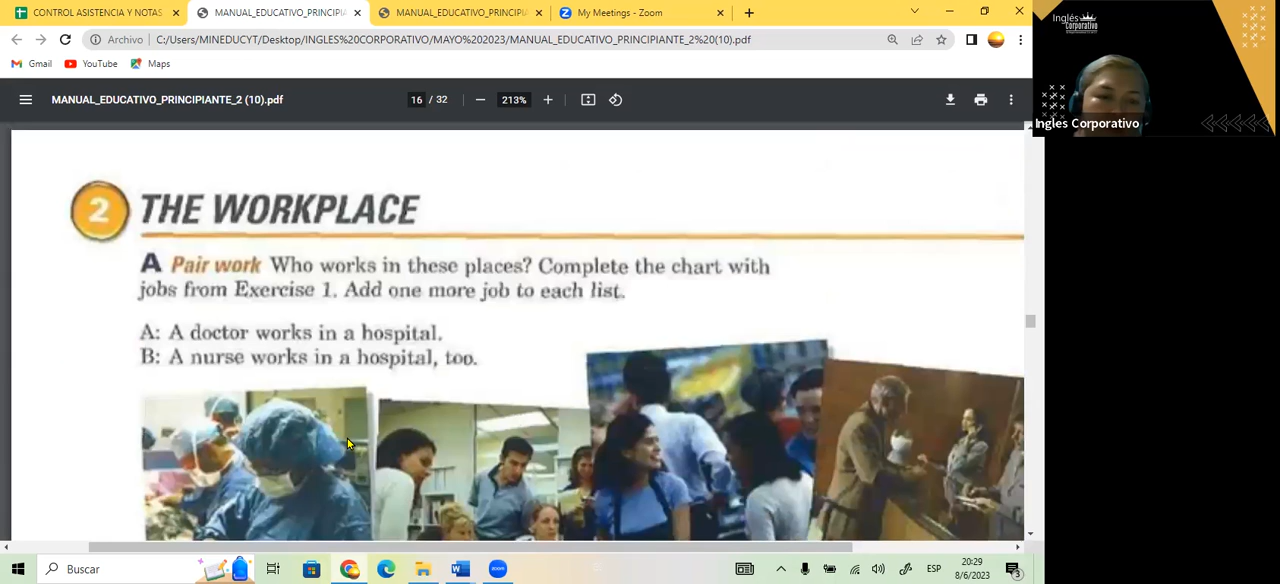 CONTROL ASISTENCIA Y NOTAS
MANUAL_EDUCATIVO_PRINCIPIA
MANUAL_EDUCATIVO_PRINCIPIA
My Meetings - Zoom
Archivo
C:/Users/MINEDUCYT/Desktop/INGLES%20CORPORATIVO/MAYO%202023/MANUAL_EDUCATIVO_PRINCIPIANTE_2%20(10).pdf
Gmail
YouTube
Maps
MANUAL_EDUCATIVO_PRINCIPIANTE_2 (10).pdf
16 / 32
213%
2 THE WORKPLACE
A Pair work Who works in these places? Complete the chart with
jobs from Exercise 1. Add one more job to each list.
A: A doctor works in a hospital.
B: A nurse works in a hospital, too.
Inglés
Corporativo
Ingles Corporativo
Buscar
ESP
20:29
8/6/2023